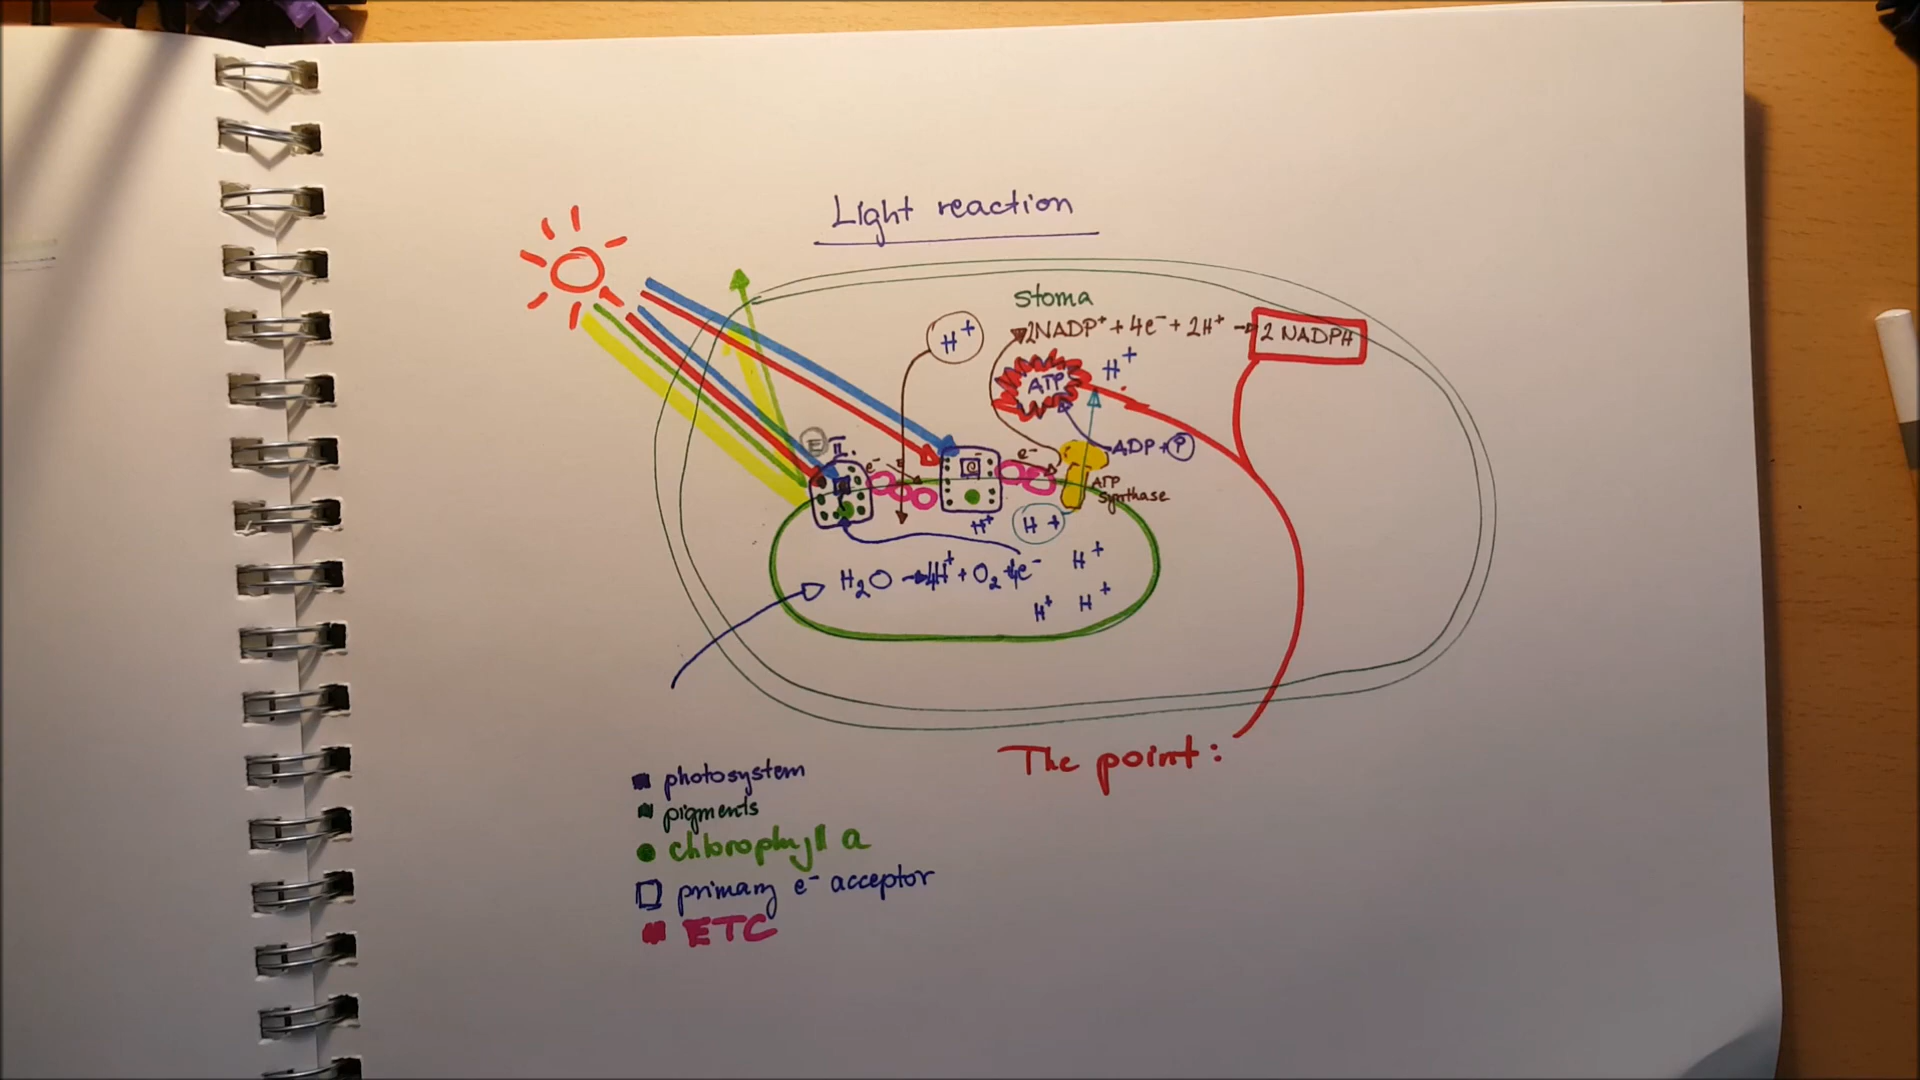 Light reaction
stoma
2NADP⁺ + 4e⁻ + 2H⁺ → 2 NADPH
H⁺
ATP
H⁺
E
II.
ADP + P
e⁻
e⁻
e⁻
ATP
synthase
H⁺
H⁺
H₂O → 4H⁺ + O₂ 4e⁻
H⁺
H⁺
H⁺
The point:
photosystem
pigments
chlorophyll a
primary e⁻ acceptor
ETC